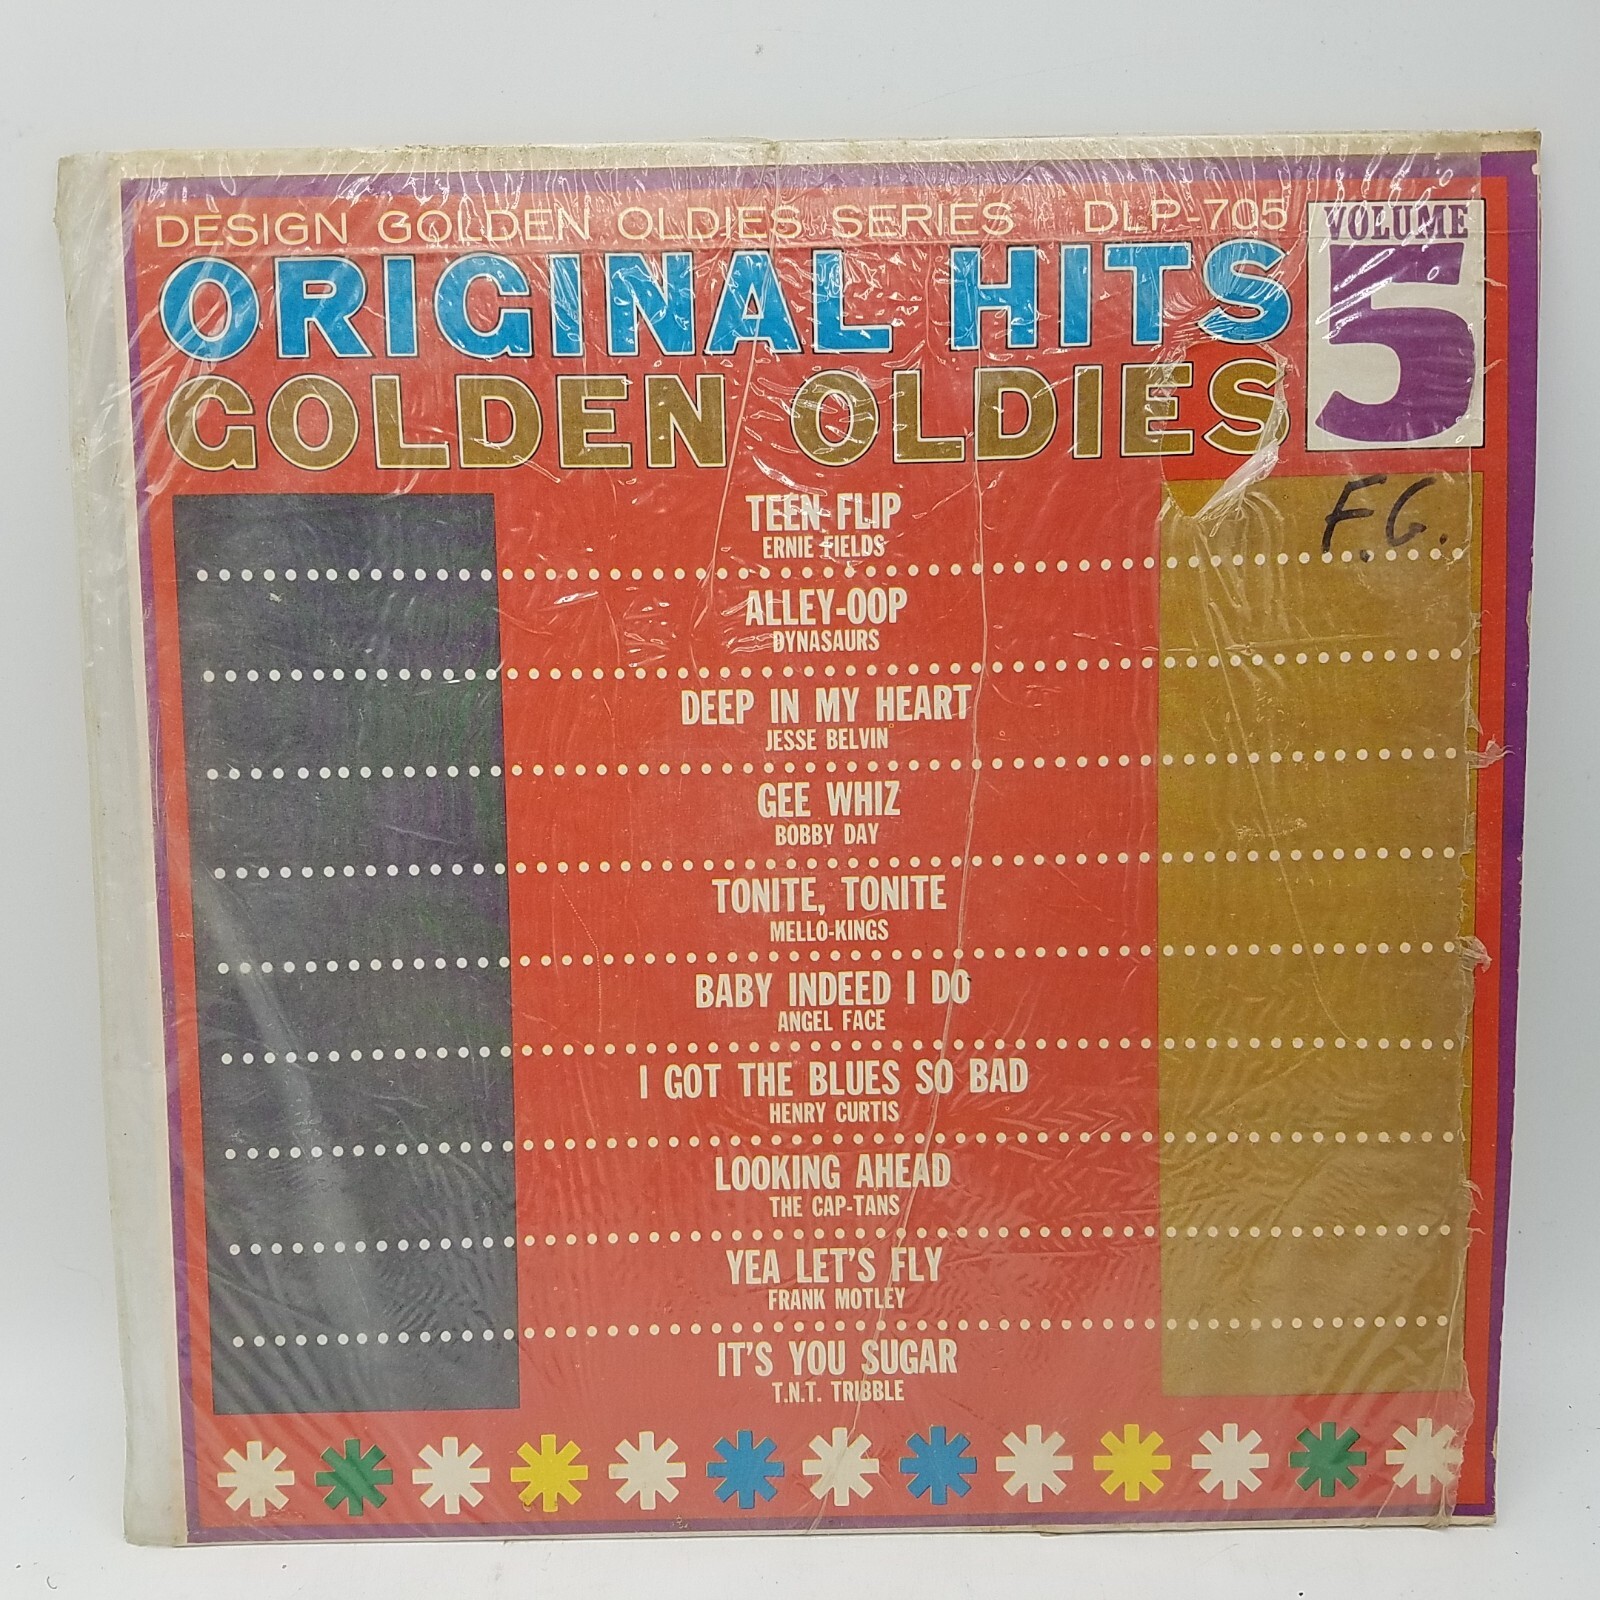 DESIGN GOLDEN OLDIES SERIES DLP-705
VOLUME
5
ORIGINAL HITS
GOLDEN OLDIES
F.G.
TEEN FLIP
ERNIE FIELDS
ALLEY-OOP
DYNASAURS
DEEP IN MY HEART
JESSE BELVIN
GEE WHIZ
BOBBY DAY
TONITE, TONITE
MELLO-KINGS
BABY INDEED I DO
ANGEL FACE
I GOT THE BLUES SO BAD
HENRY CURTIS
LOOKING AHEAD
THE CAP-TANS
YEA LET'S FLY
FRANK MOTLEY
IT'S YOU SUGAR
T.N.T. TRIBBLE